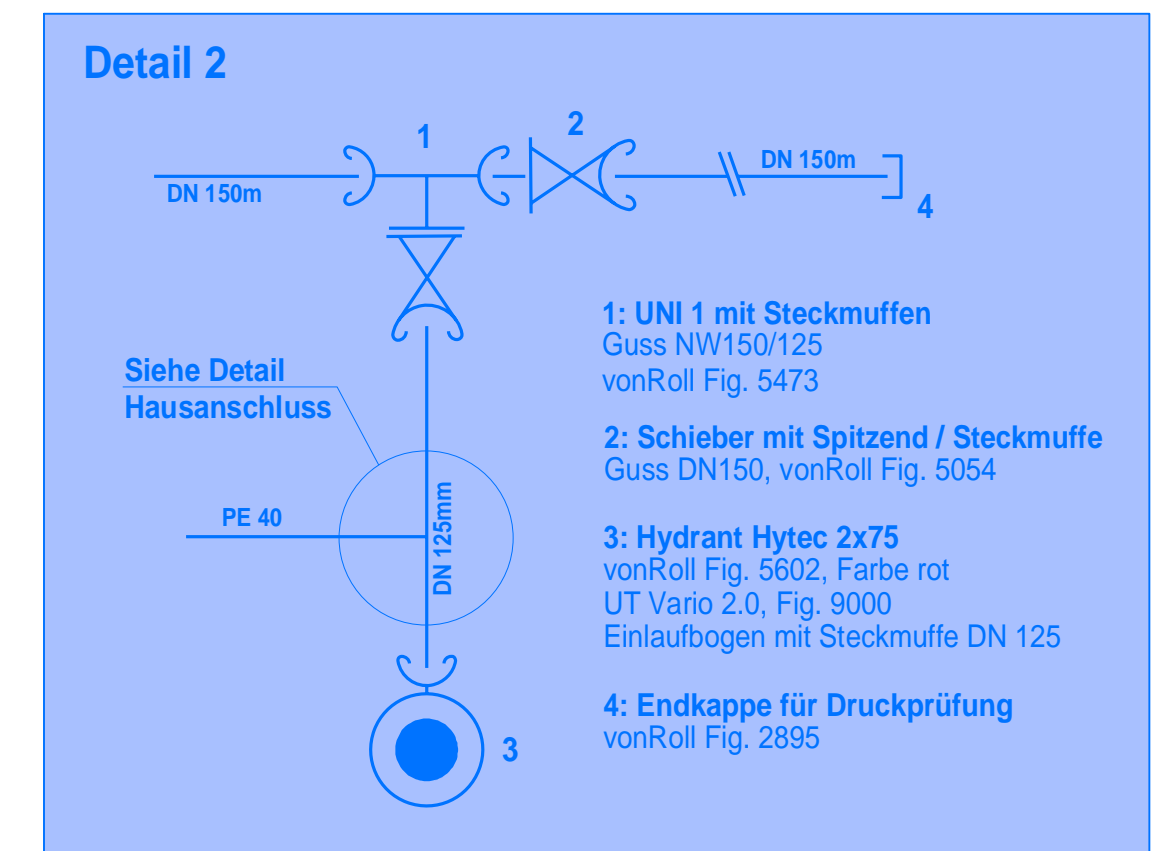 Detail 2
1
2
DN 150m
DN 150m
4
1: UNI 1 mit Steckmuffen
Guss NW150/125
vonRoll Fig. 5473
Siehe Detail
Hausanschluss
2: Schieber mit Spitzend / Steckmuffe
Guss DN150, vonRoll Fig. 5054
PE 40
DN 125mm
3: Hydrant Hytec 2x75
vonRoll Fig. 5602, Farbe rot
UT Vario 2.0, Fig. 9000
Einlaufbogen mit Steckmuffe DN 125
4: Endkappe für Druckprüfung
vonRoll Fig. 2895
3